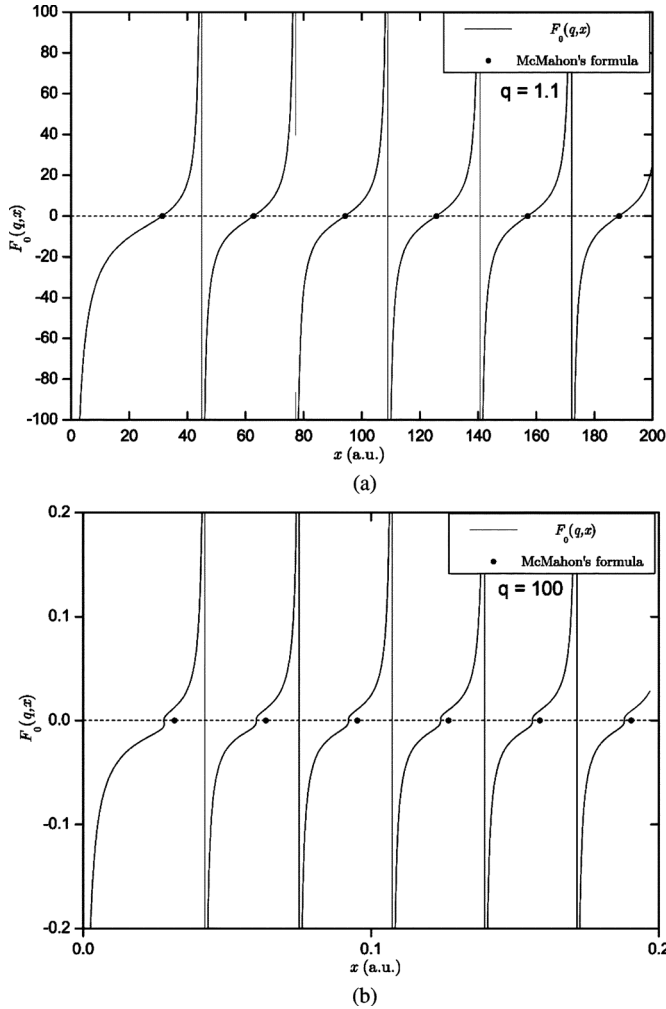 100
80
60
40
20
0
-20
-40
-60
-80
-100
F₀(q,x)
F₀(q,x)
McMahon's formula
q = 1.1
0 20 40 60 80 100 120 140 160 180 200
x (a.u.)
(a)
0.2
0.1
0.0
-0.1
-0.2
F₀(q,x)
F₀(q,x)
McMahon's formula
q = 100
0.0 0.1 0.2
x (a.u.)
(b)